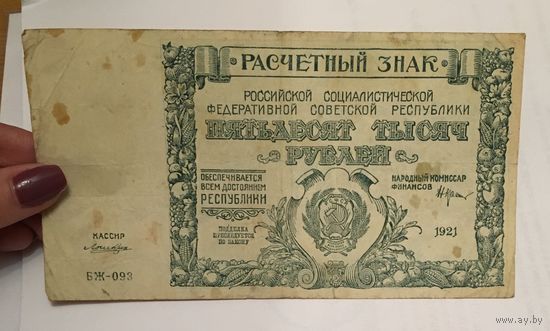 РАСЧЕТНЫЙ ЗНАК
РОССИЙСКОЙ СОЦИАЛИСТИЧЕСКОЙ
ФЕДЕРАТИВНОЙ СОВЕТСКОЙ РЕСПУБЛИКИ
ПЯТЬДЕСЯТ ТЫСЯЧ
РУБЛЕЙ
ОБЕСПЕЧИВАЕТСЯ
ВСЕМ ДОСТОЯНИЕМ
РЕСПУБЛИКИ
НАРОДНЫЙ КОМИССАР
ФИНАНСОВ
ПОДДЕЛКА
ПРЕСЛЕДУЕТСЯ
ПО ЗАКОНУ
1921
КАССИР
БЖ-093
www.ay.by